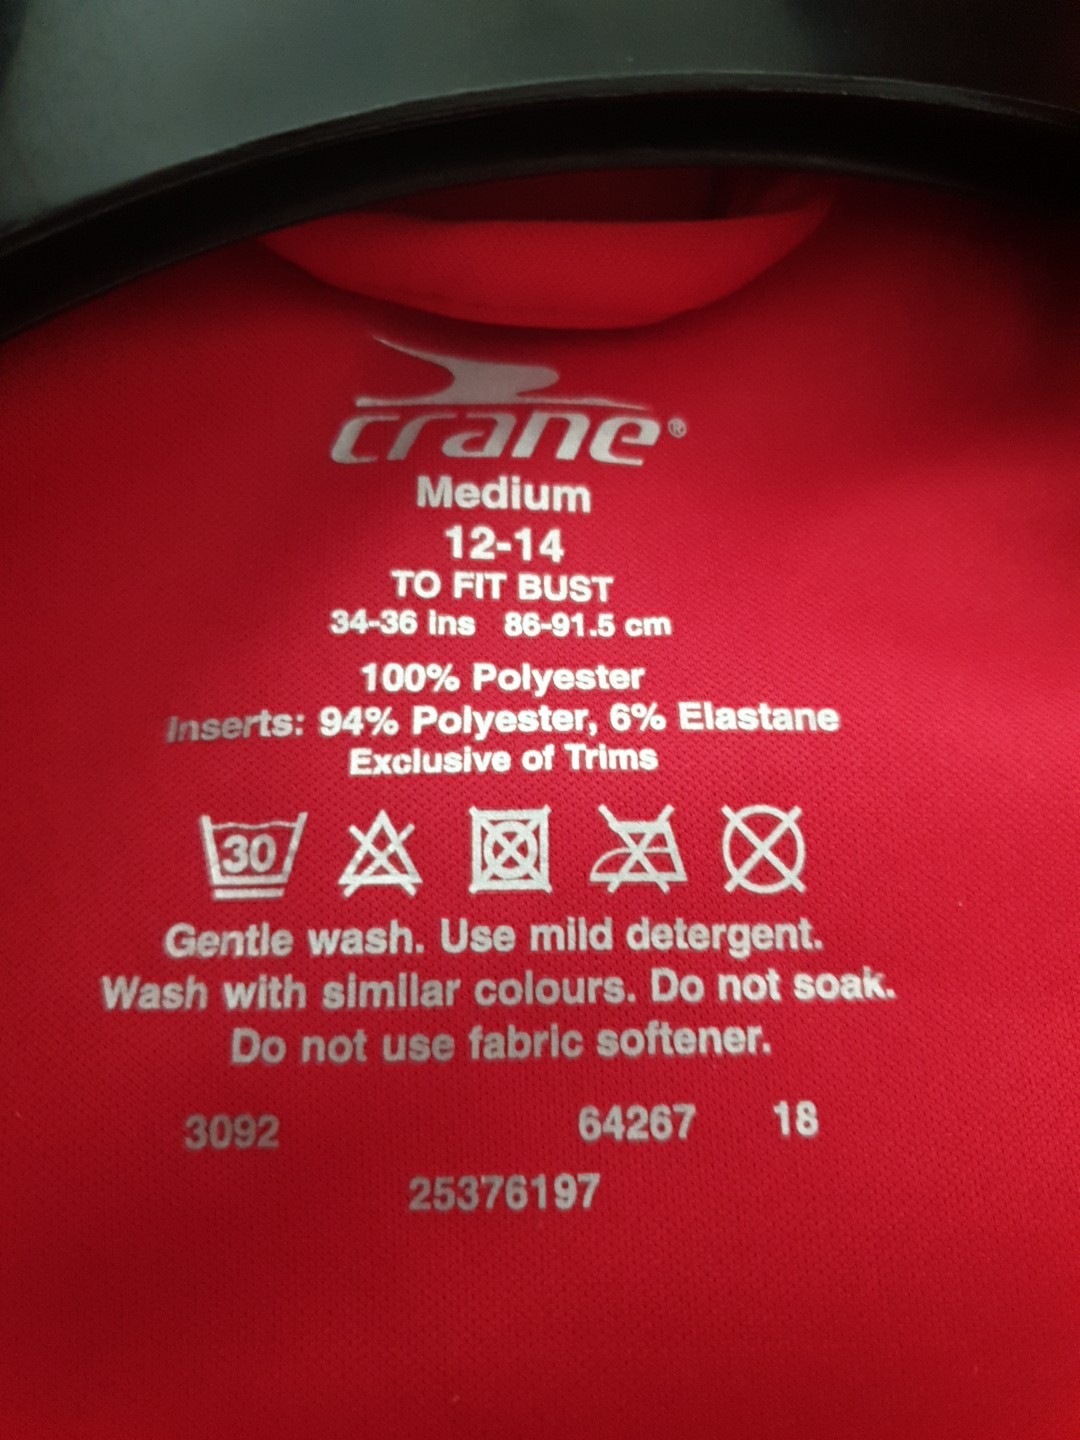 crane®
Medium
12-14
TO FIT BUST
34-36 ins 86-91.5 cm
100% Polyester
Inserts: 94% Polyester, 6% Elastane
Exclusive of Trims
30
Gentle wash. Use mild detergent.
Wash with similar colours. Do not soak.
Do not use fabric softener.
3092 64267 18
25376197